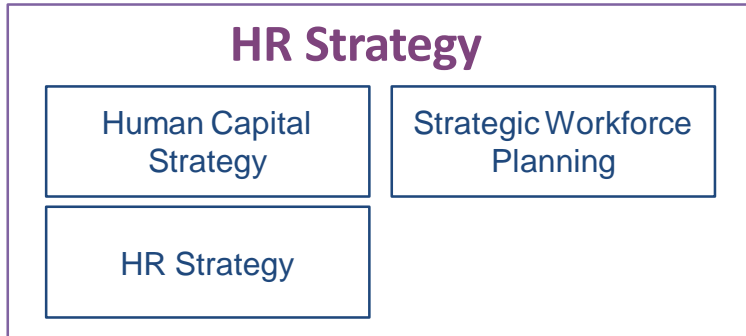 HR Strategy
Human Capital
Strategy
Strategic Workforce
Planning
HR Strategy